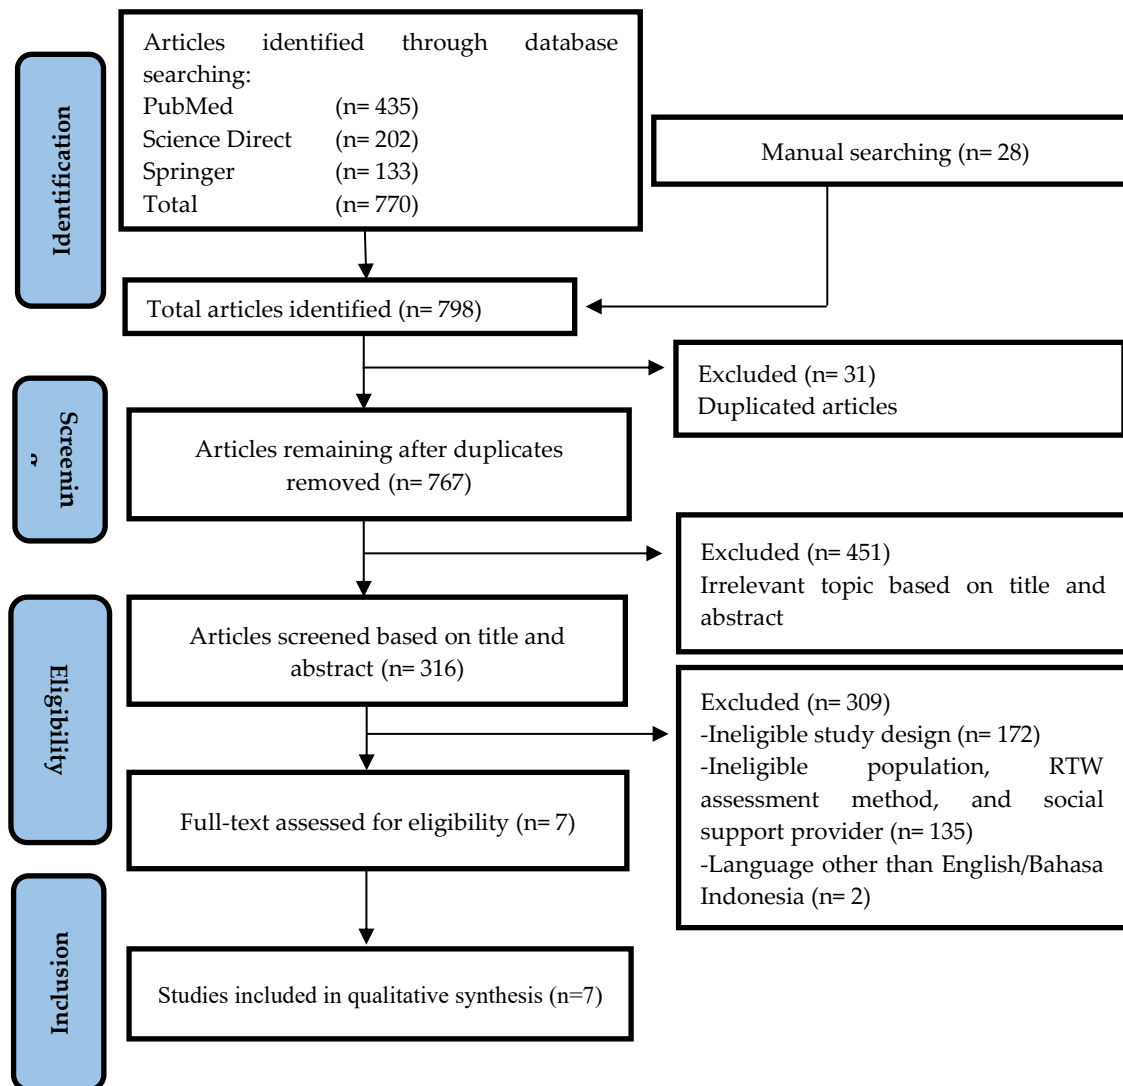 Identification
Articles identified through database
searching:
PubMed (n= 435)
Science Direct (n= 202)
Springer (n= 133)
Total (n= 770)
Manual searching (n= 28)
Total articles identified (n= 798)
Excluded (n= 31)
Duplicated articles
Screenin
g
Articles remaining after duplicates
removed (n= 767)
Excluded (n= 451)
Irrelevant topic based on title and
abstract
Eligibility
Articles screened based on title and
abstract (n= 316)
Excluded (n= 309)
-Ineligible study design (n= 172)
-Ineligible population, RTW
assessment method, and social
support provider (n= 135)
-Language other than English/Bahasa
Indonesia (n= 2)
Full-text assessed for eligibility (n= 7)
Inclusion
Studies included in qualitative synthesis (n=7)